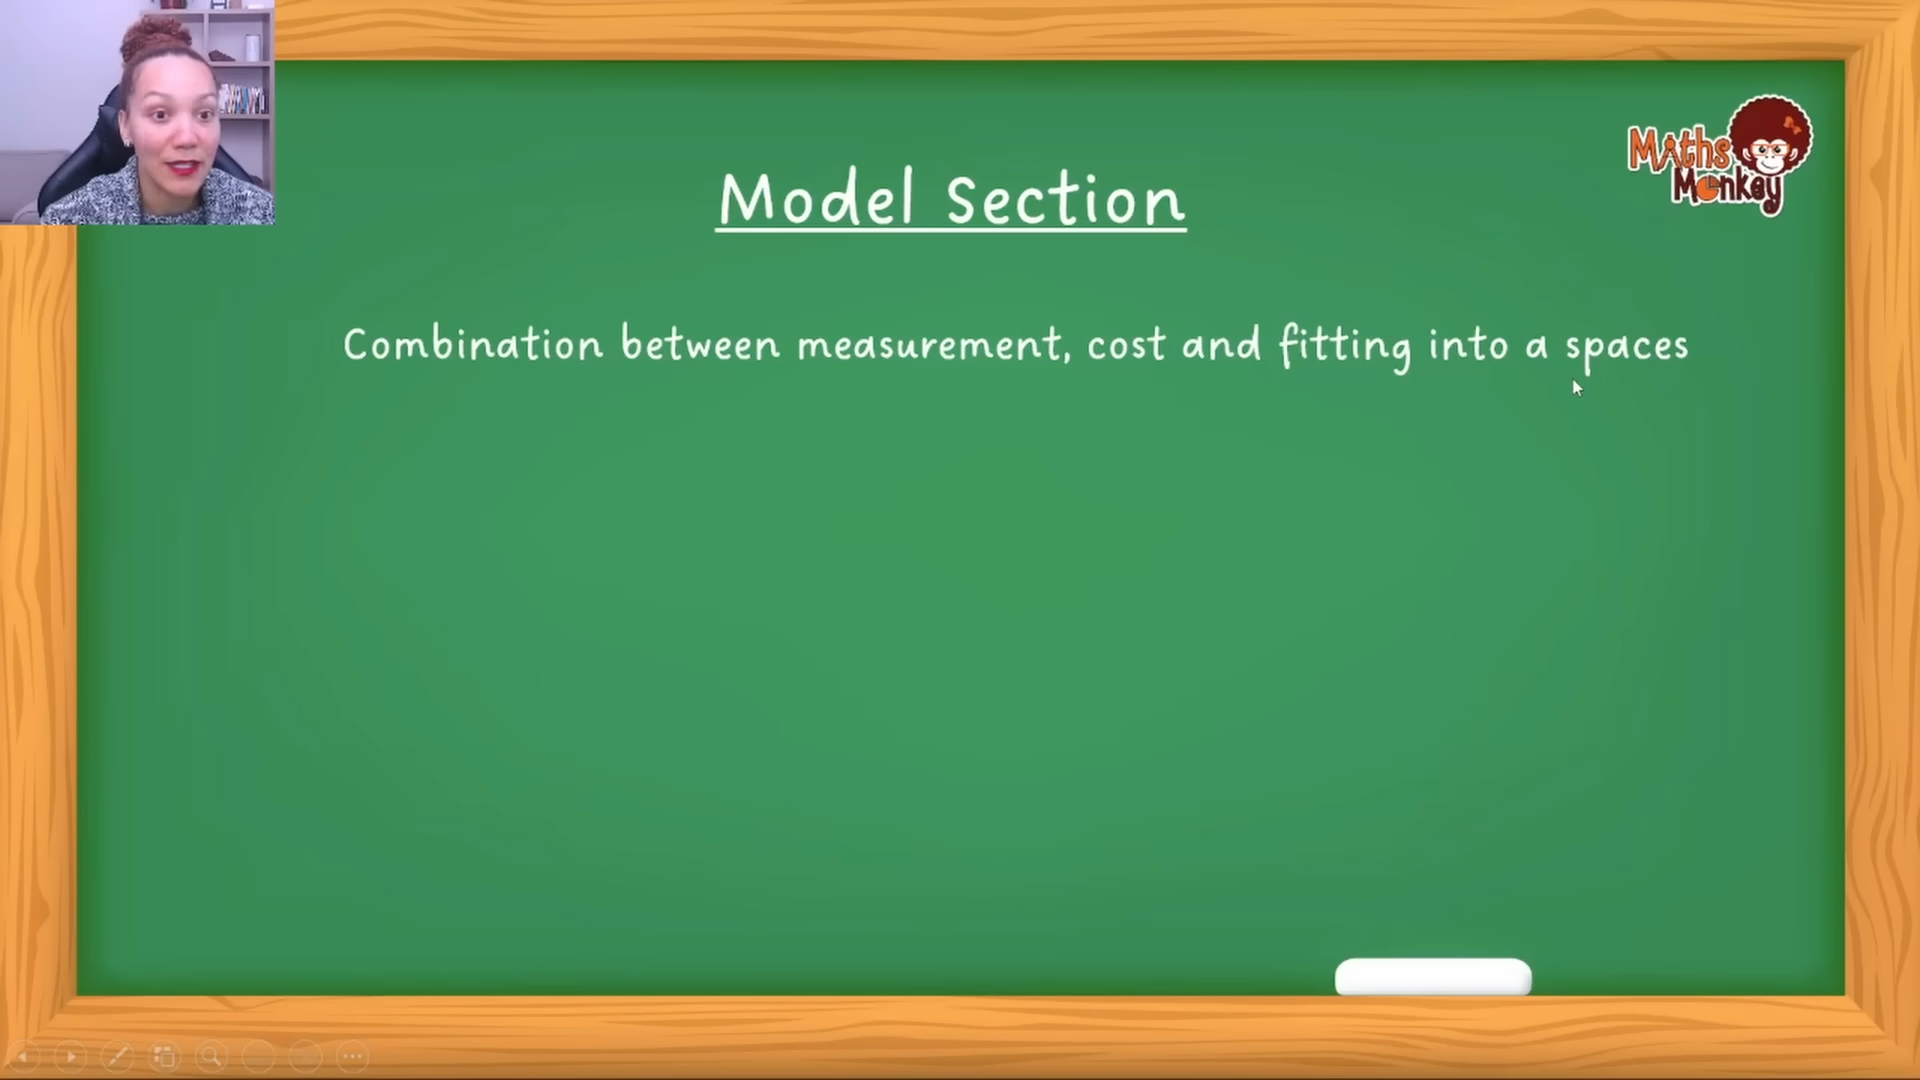 Maths
Monkey
Model Section
Combination between measurement, cost and fitting into a spaces